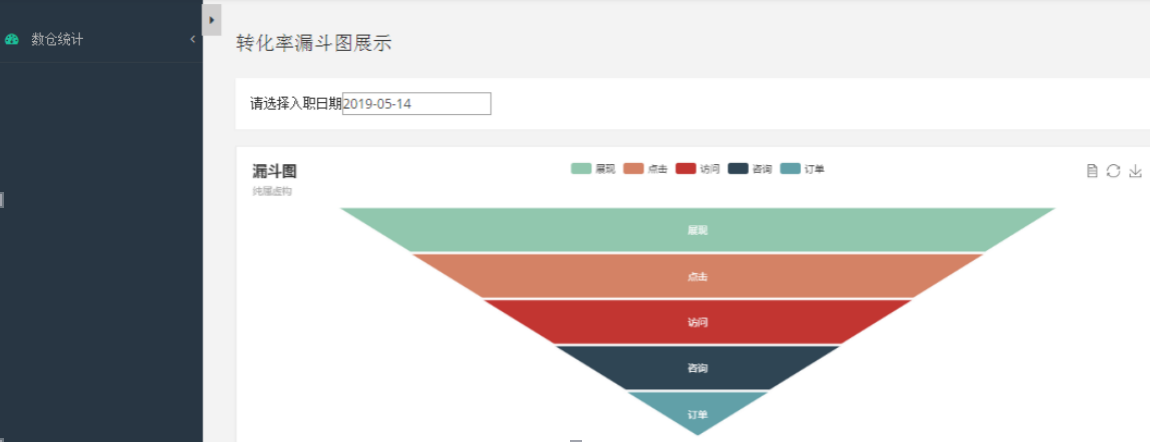 数仓统计
转化率漏斗图展示
请选择入职日期2019-05-14
漏斗图
纯属虚构
展现 点击 访问 咨询 订单
展现
点击
访问
咨询
订单